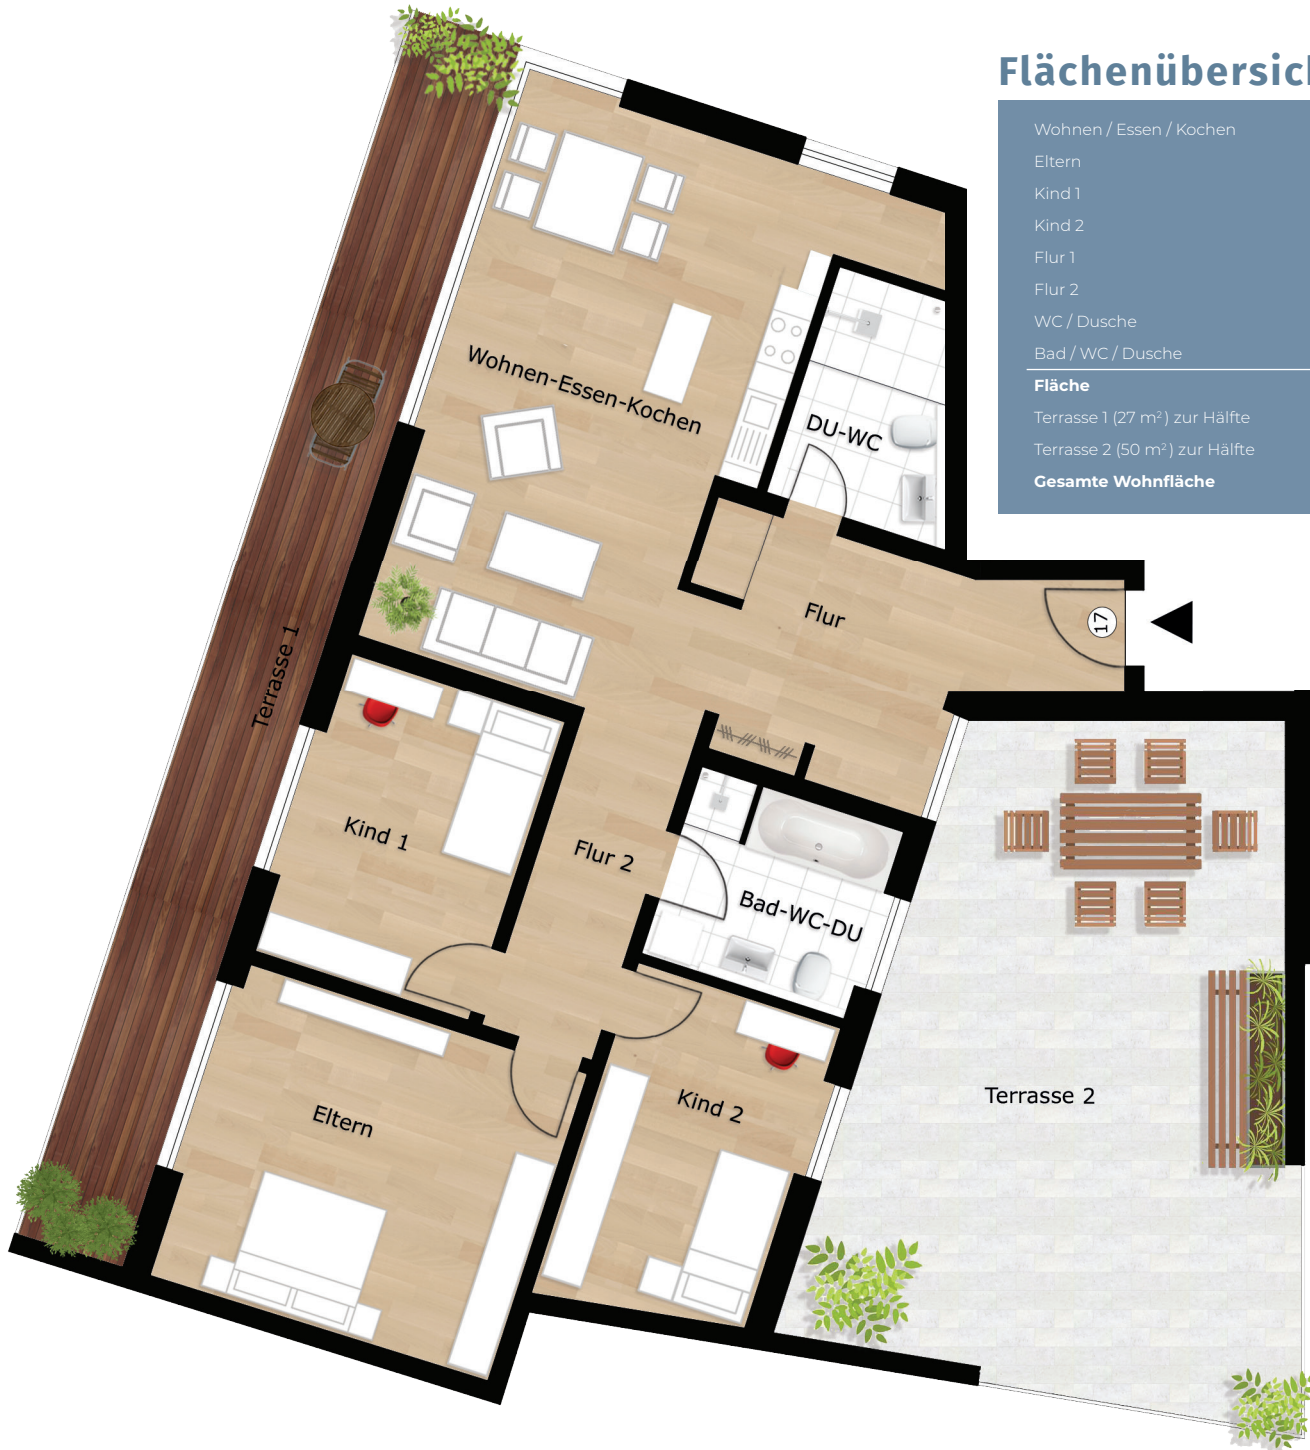 Flächenübersich
Wohnen / Essen / Kochen
Eltern
Kind 1
Kind 2
Flur 1
Flur 2
WC / Dusche
Bad / WC / Dusche
Fläche
Terrasse 1 (27 m²) zur Hälfte
Terrasse 2 (50 m²) zur Hälfte
Gesamte Wohnfläche
Wohnen-Essen-Kochen
DU-WC
Flur
17
Terrasse 1
Kind 1
Flur 2
Bad-WC-DU
Eltern
Kind 2
Terrasse 2